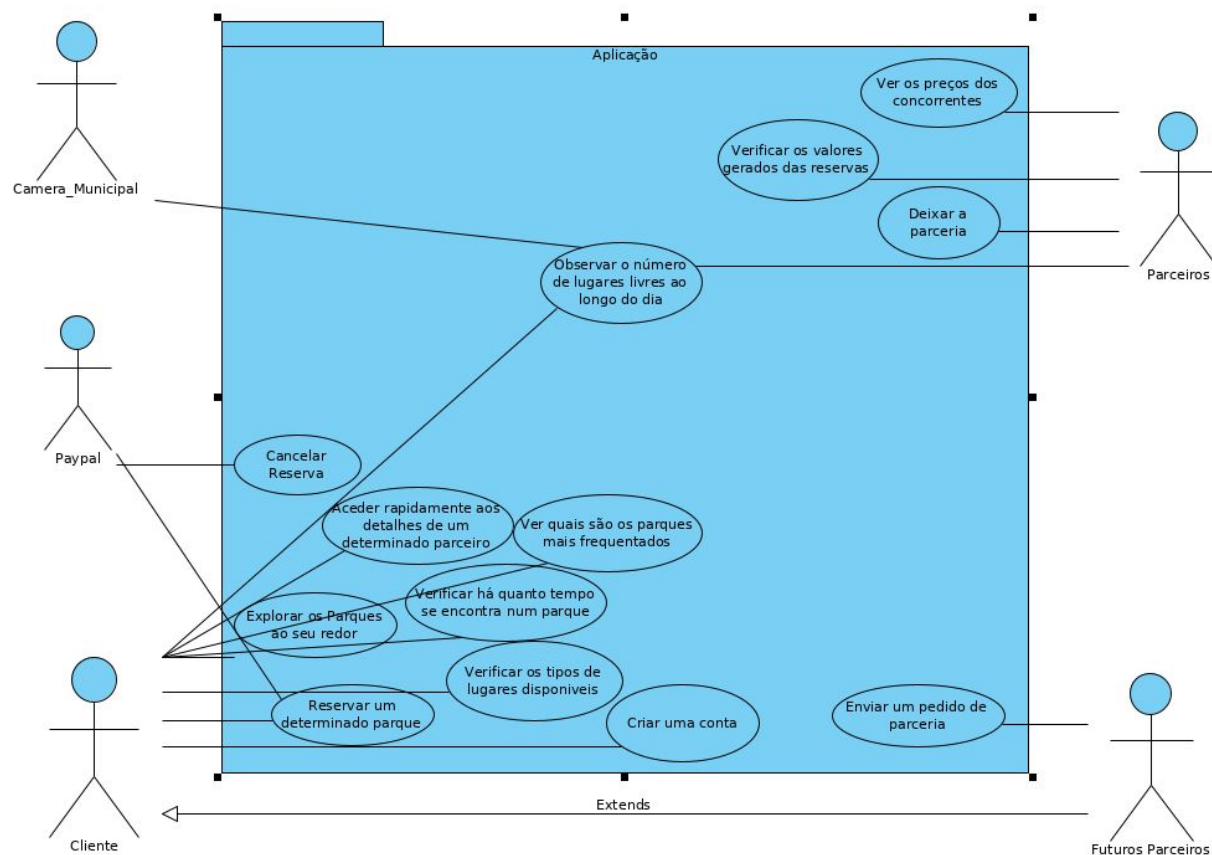 Aplicação
Ver os preços dos
concorrentes
Verificar os valores
gerados das reservas
Camera_Municipal
Deixar a
parceria
Observar o número
de lugares livres ao
longo do dia
Parceiros
Paypal
Cancelar
Reserva
Aceder rapidamente aos
detalhes de um
determinado parceiro
Ver quais são os parques
mais frequentados
Verificar há quanto tempo
se encontra num parque
Explorar os Parques
ao seu redor
Verificar os tipos de
lugares disponiveis
Reservar um
determinado parque
Criar uma conta
Enviar um pedido de
parceria
Extends
Cliente
Futuros Parceiros